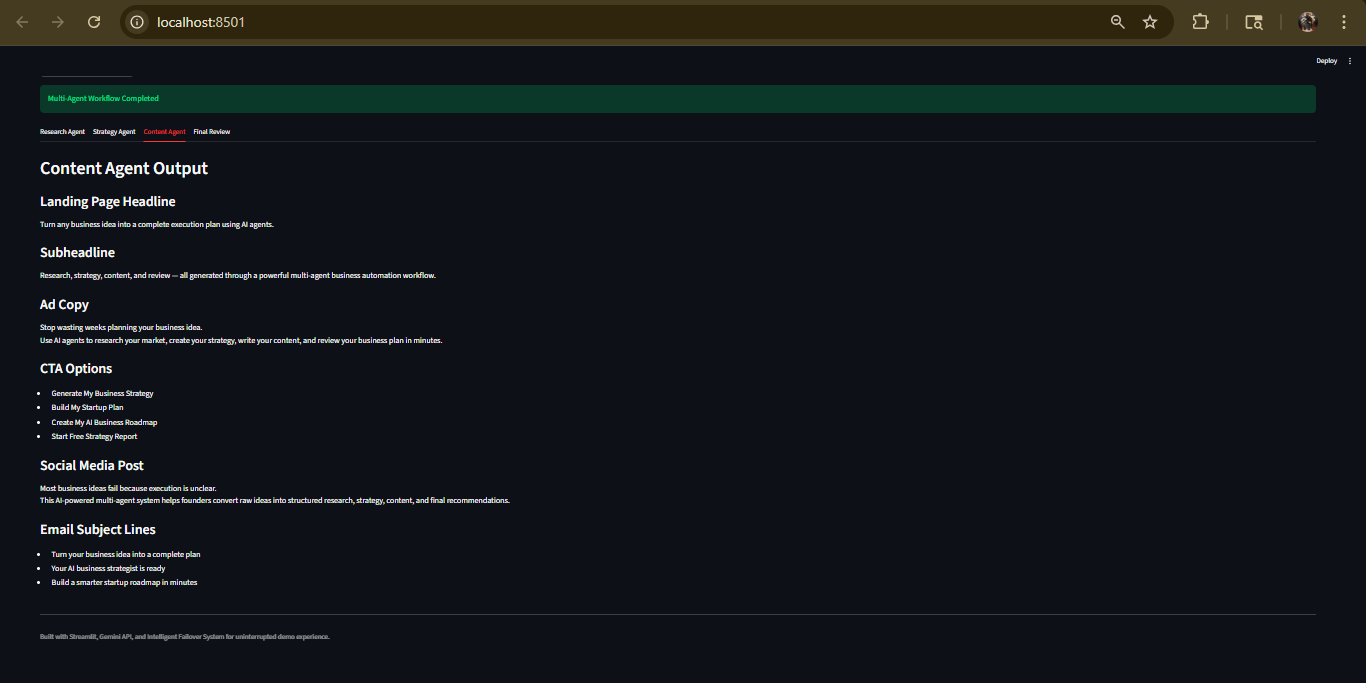 localhost:8501
Deploy
Multi-Agent Workflow Completed
Research Agent Strategy Agent Content Agent Final Review
Content Agent Output
Landing Page Headline
Turn any business idea into a complete execution plan using AI agents.
Subheadline
Research, strategy, content, and review — all generated through a powerful multi-agent business automation workflow.
Ad Copy
Stop wasting weeks planning your business idea.
Use AI agents to research your market, create your strategy, write your content, and review your business plan in minutes.
CTA Options
• Generate My Business Strategy
• Build My Startup Plan
• Create My AI Business Roadmap
• Start Free Strategy Report
Social Media Post
Most business ideas fail because execution is unclear.
This AI-powered multi-agent system helps founders convert raw ideas into structured research, strategy, content, and final recommendations.
Email Subject Lines
• Turn your business idea into a complete plan
• Your AI business strategist is ready
• Build a smarter startup roadmap in minutes
Built with Streamlit, Gemini API, and Intelligent Failover System for uninterrupted demo experience.